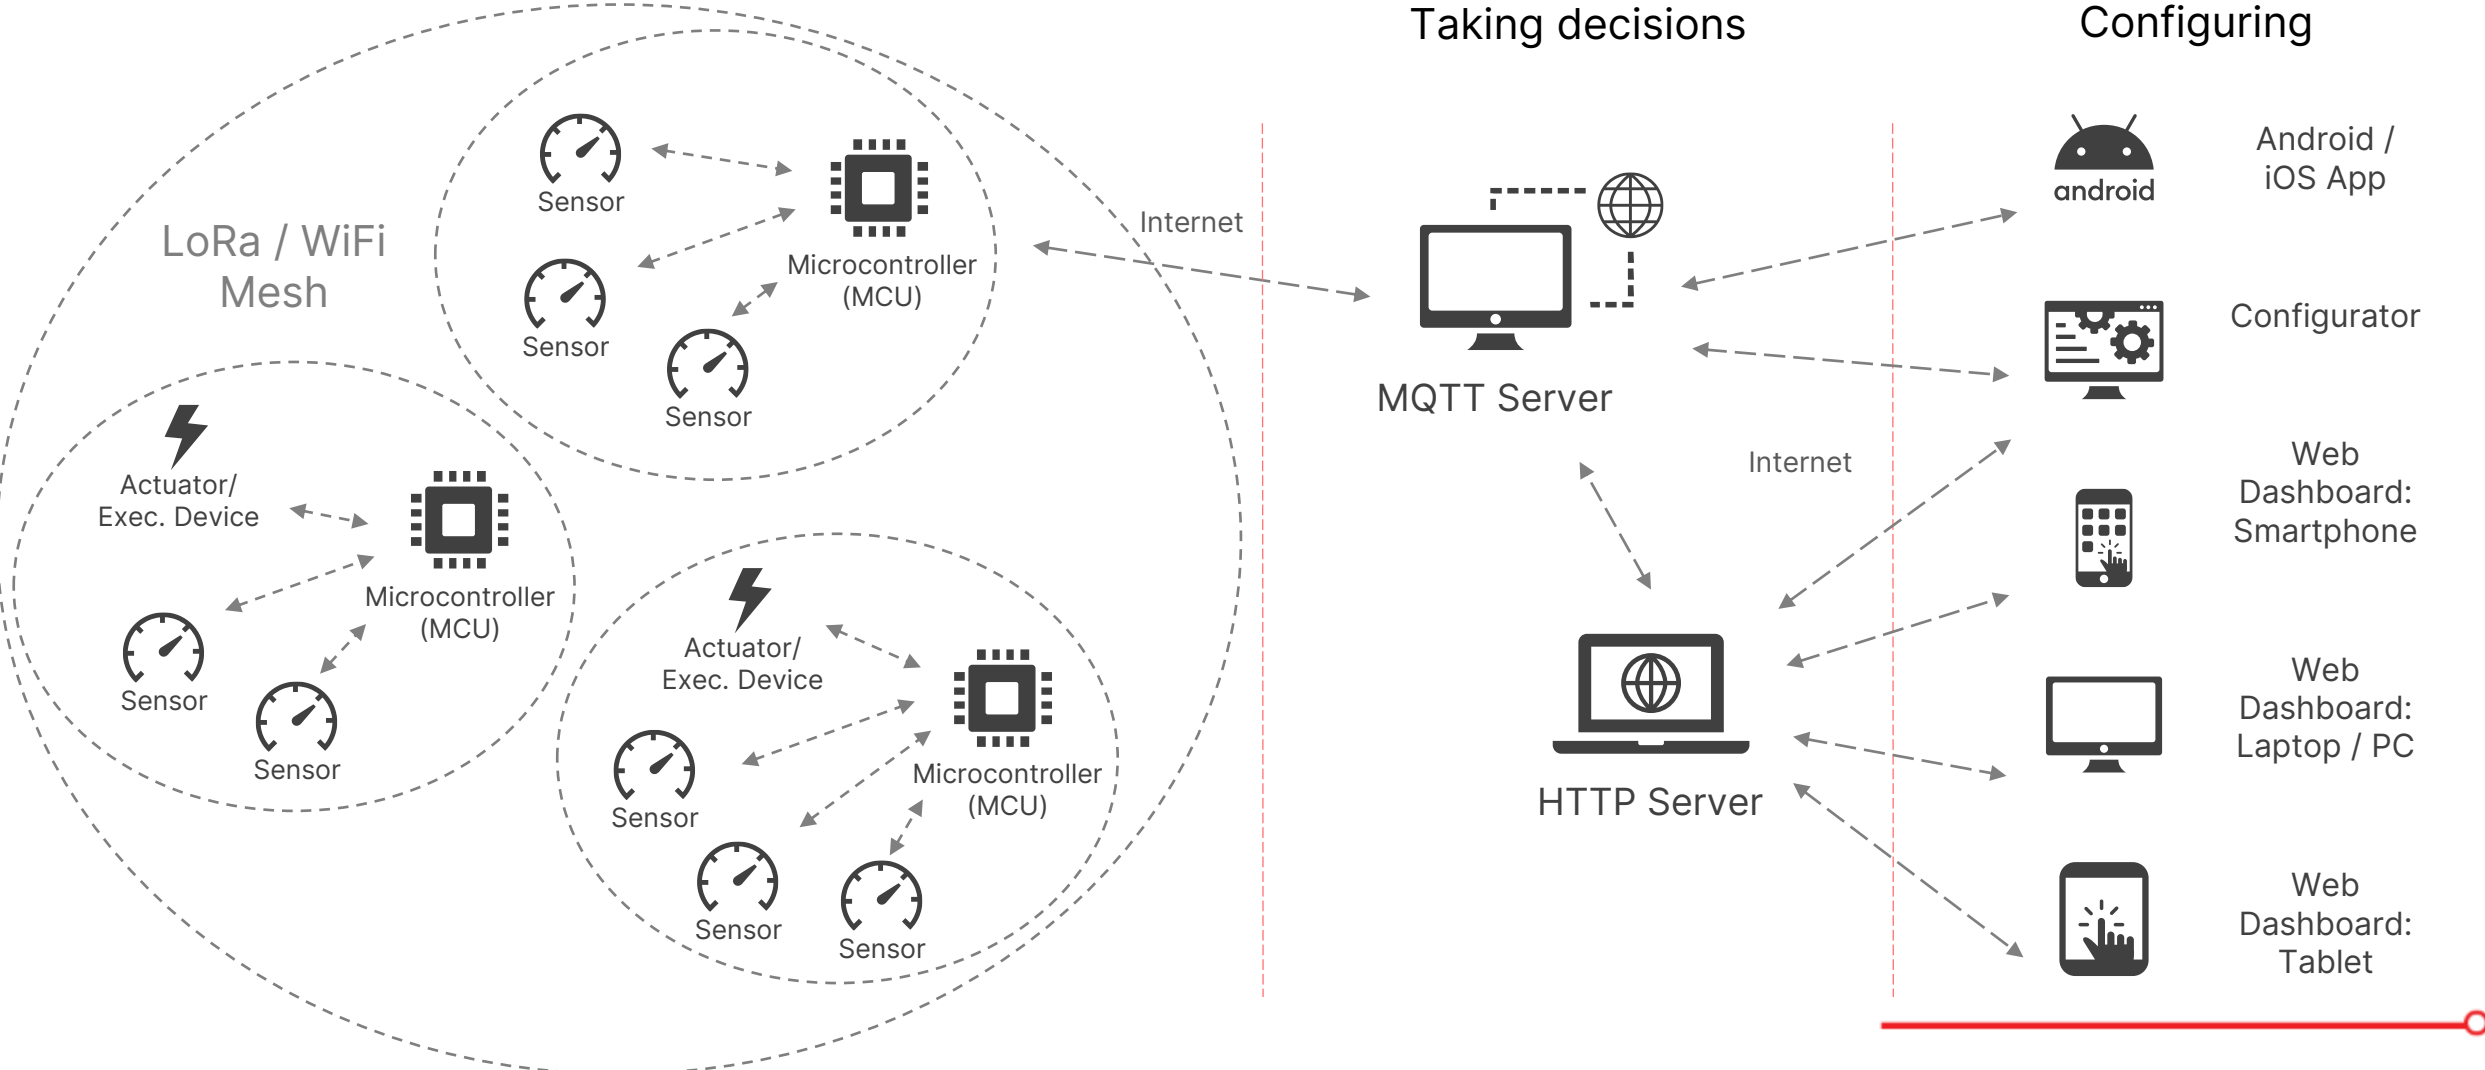 Taking decisions
Configuring
LoRa / WiFi
Mesh
Sensor
Sensor
Sensor
Microcontroller
(MCU)
Actuator/
Exec. Device
Microcontroller
(MCU)
Sensor
Sensor
Actuator/
Exec. Device
Microcontroller
(MCU)
Sensor
Sensor
Sensor
Internet
MQTT Server
Internet
HTTP Server
android
Android /
iOS App
Configurator
Web
Dashboard:
Smartphone
Web
Dashboard:
Laptop / PC
Web
Dashboard:
Tablet